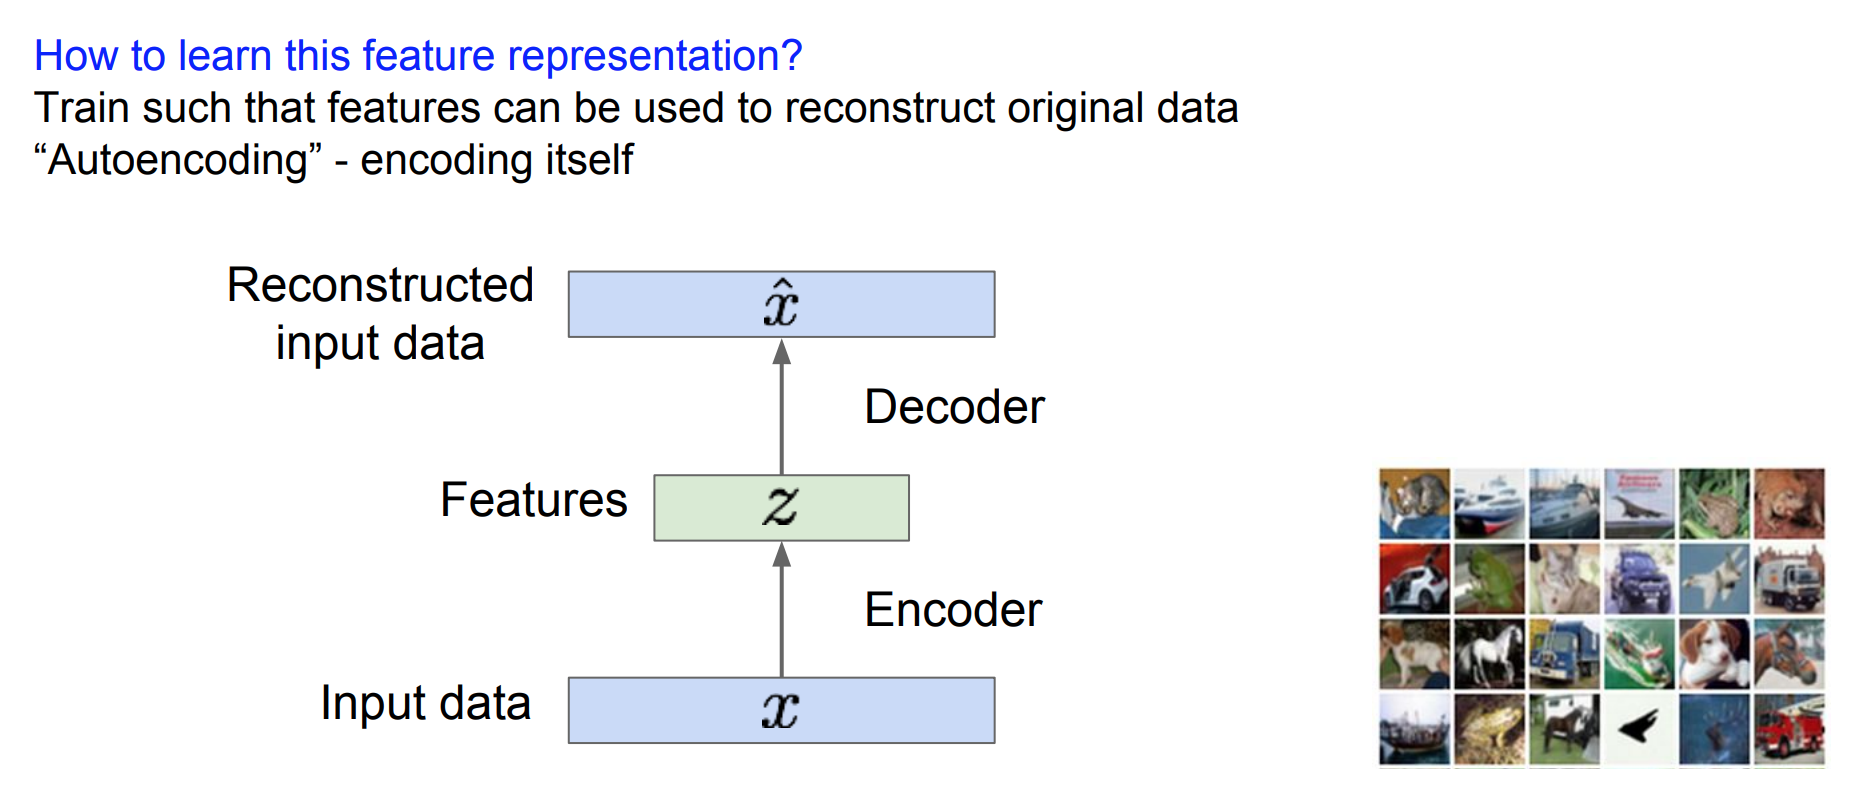 How to learn this feature representation?
Train such that features can be used to reconstruct original data
“Autoencoding” - encoding itself
Reconstructed
input data
x̂
Decoder
Features
z
Encoder
Input data
x